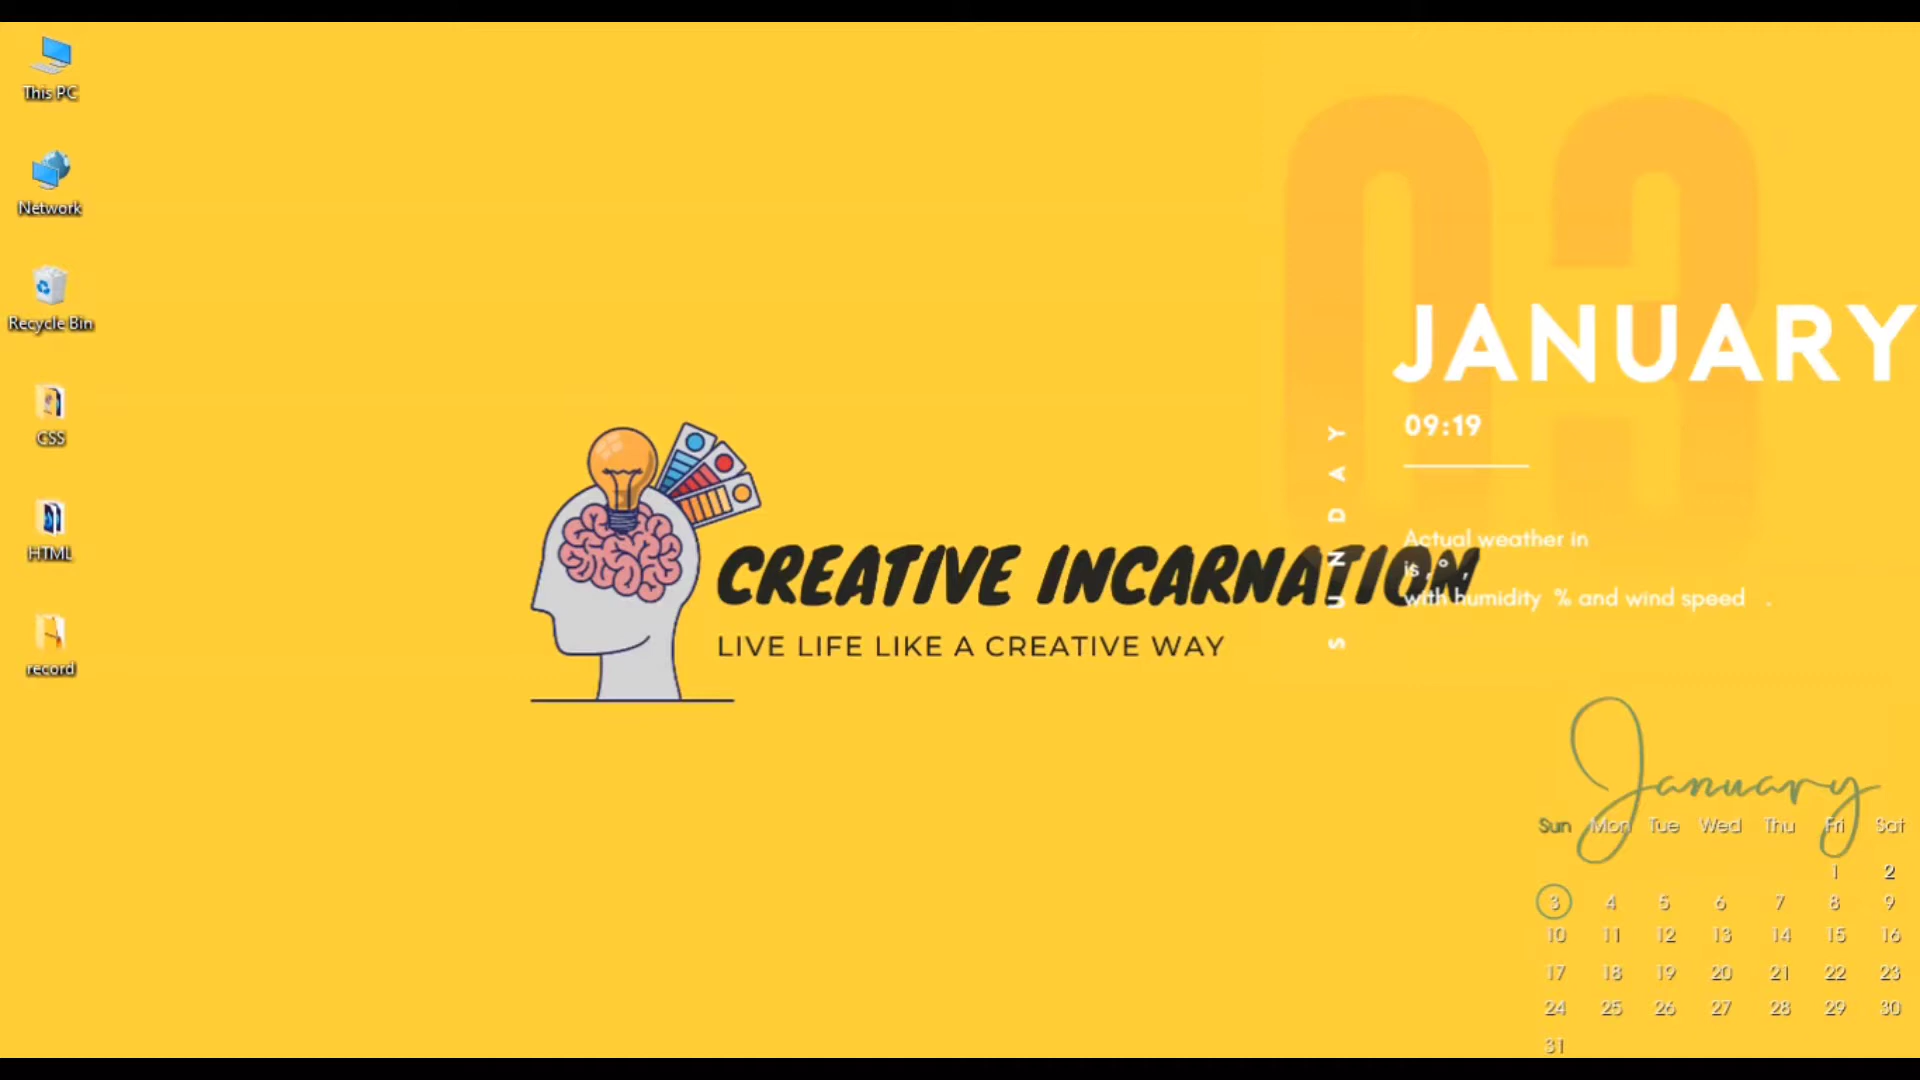 This PC
Network
Recycle Bin
CSS
HTML
record
CREATIVE INCARNATION
LIVE LIFE LIKE A CREATIVE WAY
03
JANUARY
09:19
SUNDAY
Actual weather in
is , ° ,
with humidity % and wind speed .
January
Sun Mon Tue Wed Thu Fri Sat
1 2
3 4 5 6 7 8 9
10 11 12 13 14 15 16
17 18 19 20 21 22 23
24 25 26 27 28 29 30
31